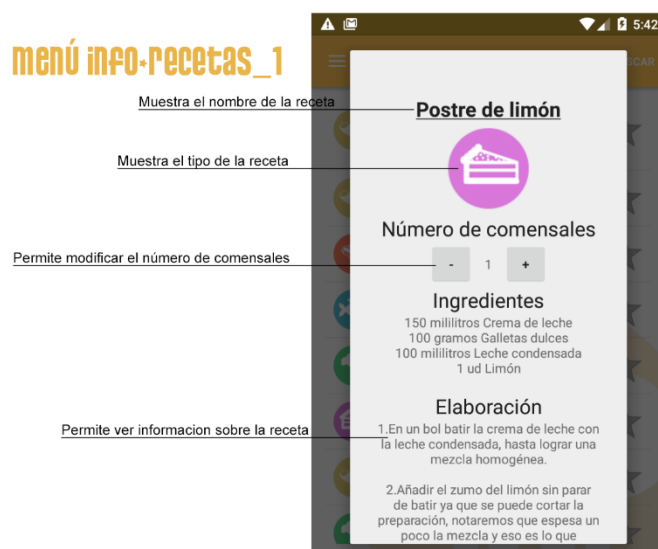 menú info·recetas_1
5:42
SCAR
Muestra el nombre de la receta
Postre de limón
Muestra el tipo de la receta
Número de comensales
Permite modificar el número de comensales
- 1 +
Ingredientes
150 mililitros Crema de leche
100 gramos Galletas dulces
100 mililitros Leche condensada
1 ud Limón
Elaboración
Permite ver informacion sobre la receta
1.En un bol batir la crema de leche con
la leche condensada, hasta lograr una
mezcla homogénea.
2.Añadir el zumo del limón sin parar
de batir ya que se puede cortar la
preparación, notaremos que espesa un
poco la mezcla y eso es lo que